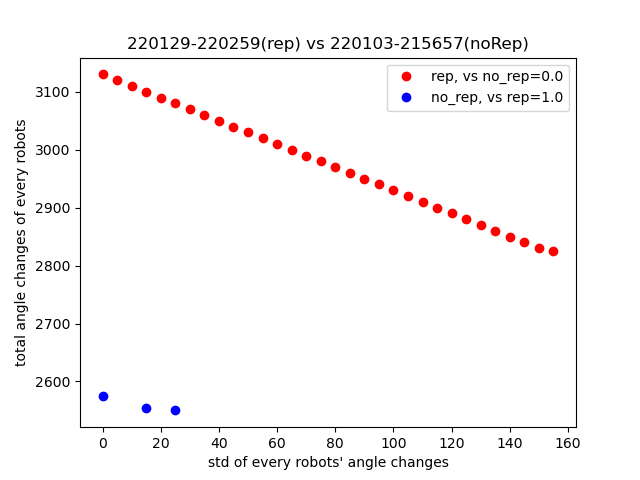 220129-220259(rep) vs 220103-215657(noRep)
rep, vs no_rep=0.0
no_rep, vs rep=1.0
total angle changes of every robots
3100
3000
2900
2800
2700
2600
0 20 40 60 80 100 120 140 160
std of every robots' angle changes